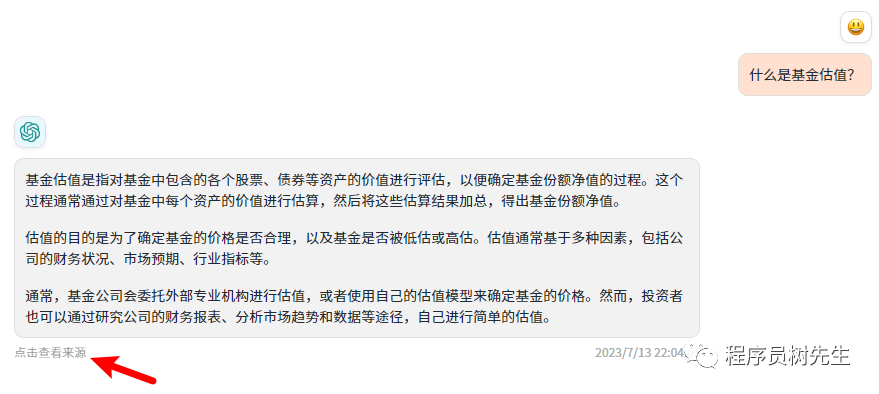 什么是基金估值？
基金估值是指对基金中包含的各个股票、债券等资产的价值进行评估，以便确定基金份额净值的过程。这个
过程通常通过对基金中每个资产的价值进行估算，然后将这些估算结果加总，得出基金份额净值。
估值的目的是为了确定基金的价格是否合理，以及基金是否被低估或高估。估值通常基于多种因素，包括公
司的财务状况、市场预期、行业指标等。
通常，基金公司会委托外部专业机构进行估值，或者使用自己的估值模型来确定基金的价格。然而，投资者
也可以通过研究公司的财务报表、分析市场趋势和数据等途径，自己进行简单的估值。
点击查看来源
2023/7/13 22:04
程序员树先生